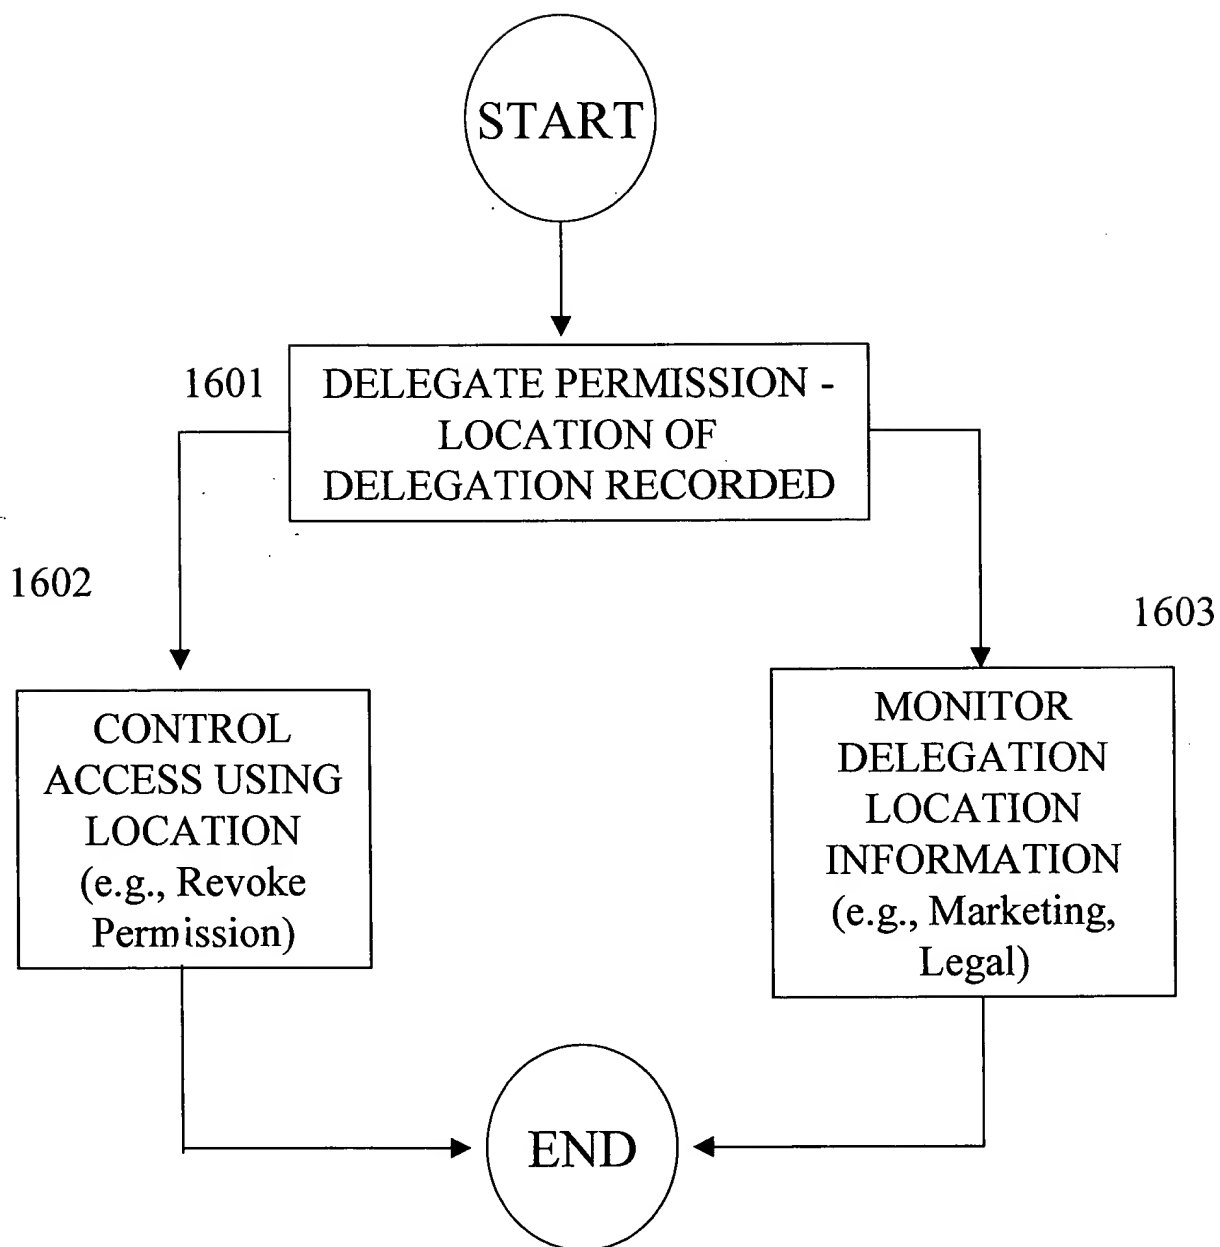 START
1601
DELEGATE PERMISSION -
LOCATION OF
DELEGATION RECORDED
1602
1603
CONTROL
ACCESS USING
LOCATION
(e.g., Revoke
Permission)
MONITOR
DELEGATION
LOCATION
INFORMATION
(e.g., Marketing,
Legal)
END